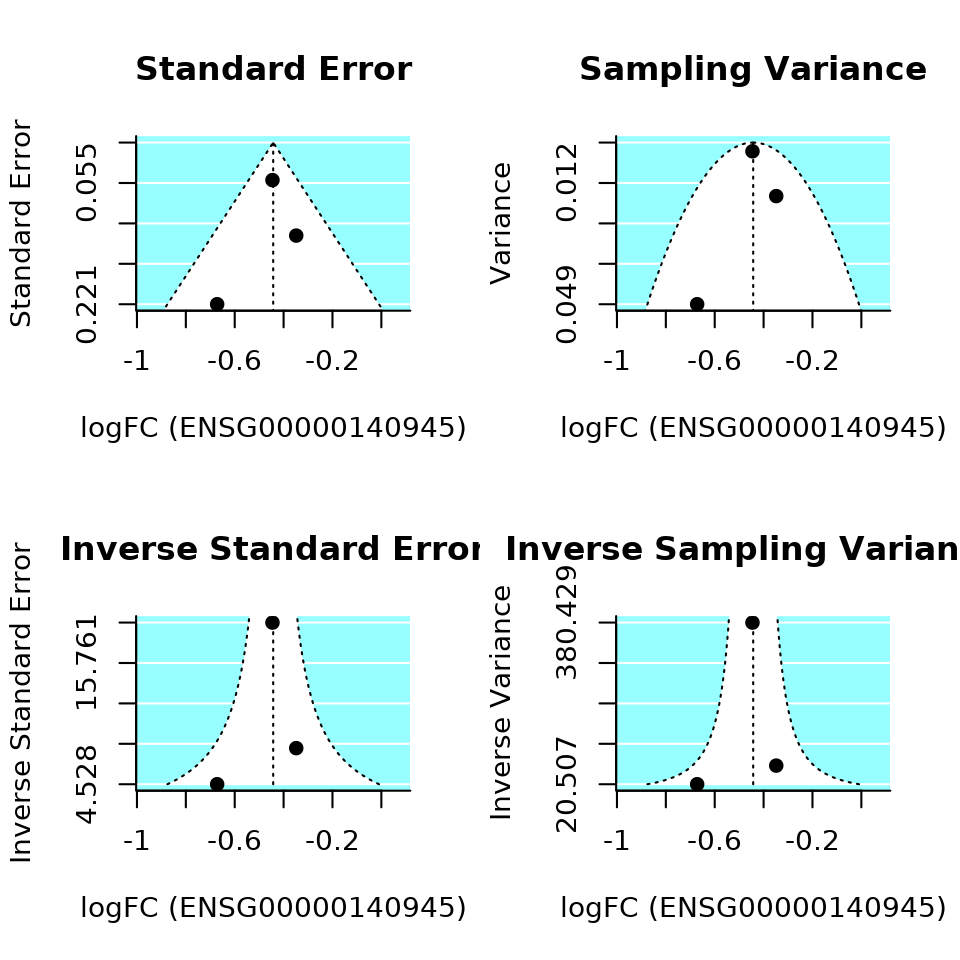 Standard Error
Standard Error
0.055
0.221
-1 -0.6 -0.2
logFC (ENSG00000140945)
Sampling Variance
Variance
0.012
0.049
-1 -0.6 -0.2
logFC (ENSG00000140945)
Inverse Standard Error
Inverse Standard Error
15.761
4.528
-1 -0.6 -0.2
logFC (ENSG00000140945)
Inverse Sampling Varian
Inverse Variance
380.429
20.507
-1 -0.6 -0.2
logFC (ENSG00000140945)